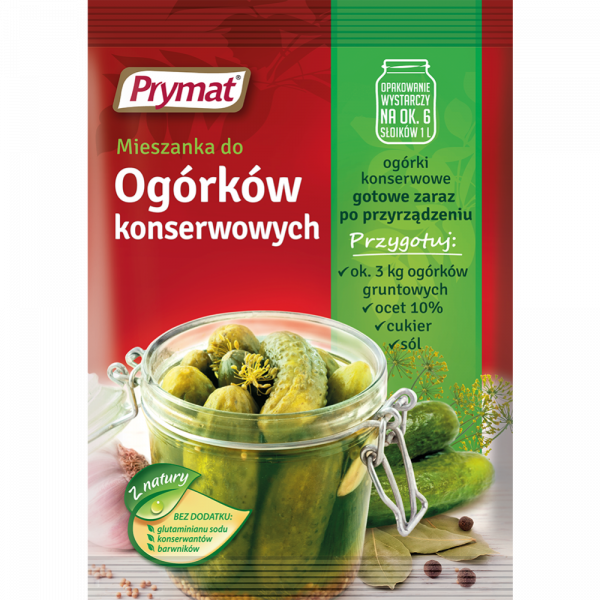 Prymat®
Mieszanka do
Ogórków
konserwowych
OPAKOWANIE
WYSTARCZY
NA OK. 6
SŁOIKÓW 1 L
ogórki
konserwowe
gotowe zaraz
po przyrządzeniu
Przygotuj:
✓ok. 3 kg ogórków
gruntowych
✓ocet 10%
✓cukier
✓sól
Z natury
BEZ DODATKU:
glutaminianu sodu
konserwantów
barwników